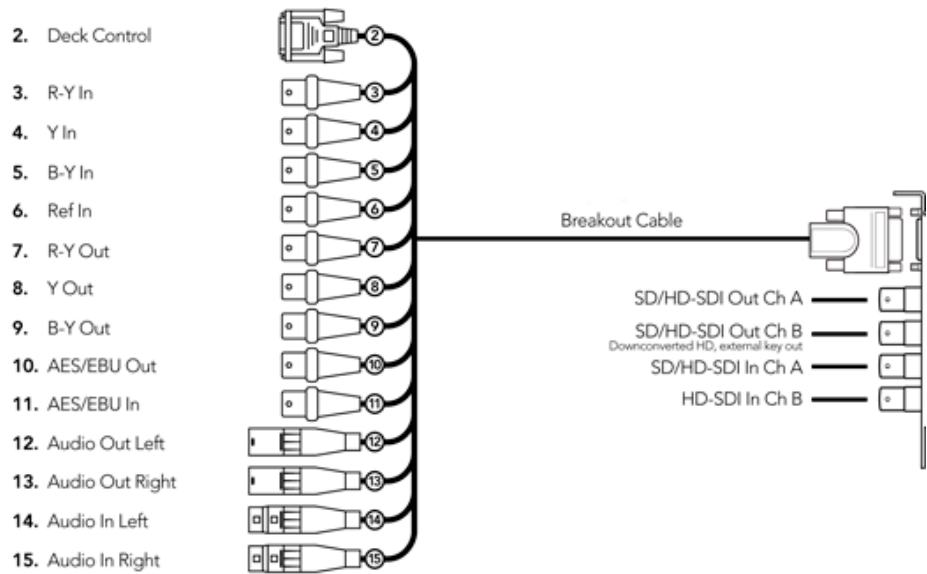 2. Deck Control
2
3. R-Y In
3
4. Y In
4
5. B-Y In
5
6. Ref In
6
7. R-Y Out
7
8. Y Out
8
9. B-Y Out
9
10. AES/EBU Out
10
11. AES/EBU In
11
12. Audio Out Left
12
13. Audio Out Right
13
14. Audio In Left
14
15. Audio In Right
15
Breakout Cable
SD/HD-SDI Out Ch A
SD/HD-SDI Out Ch B
Downconverted HD, external key out
SD/HD-SDI In Ch A
HD-SDI In Ch B